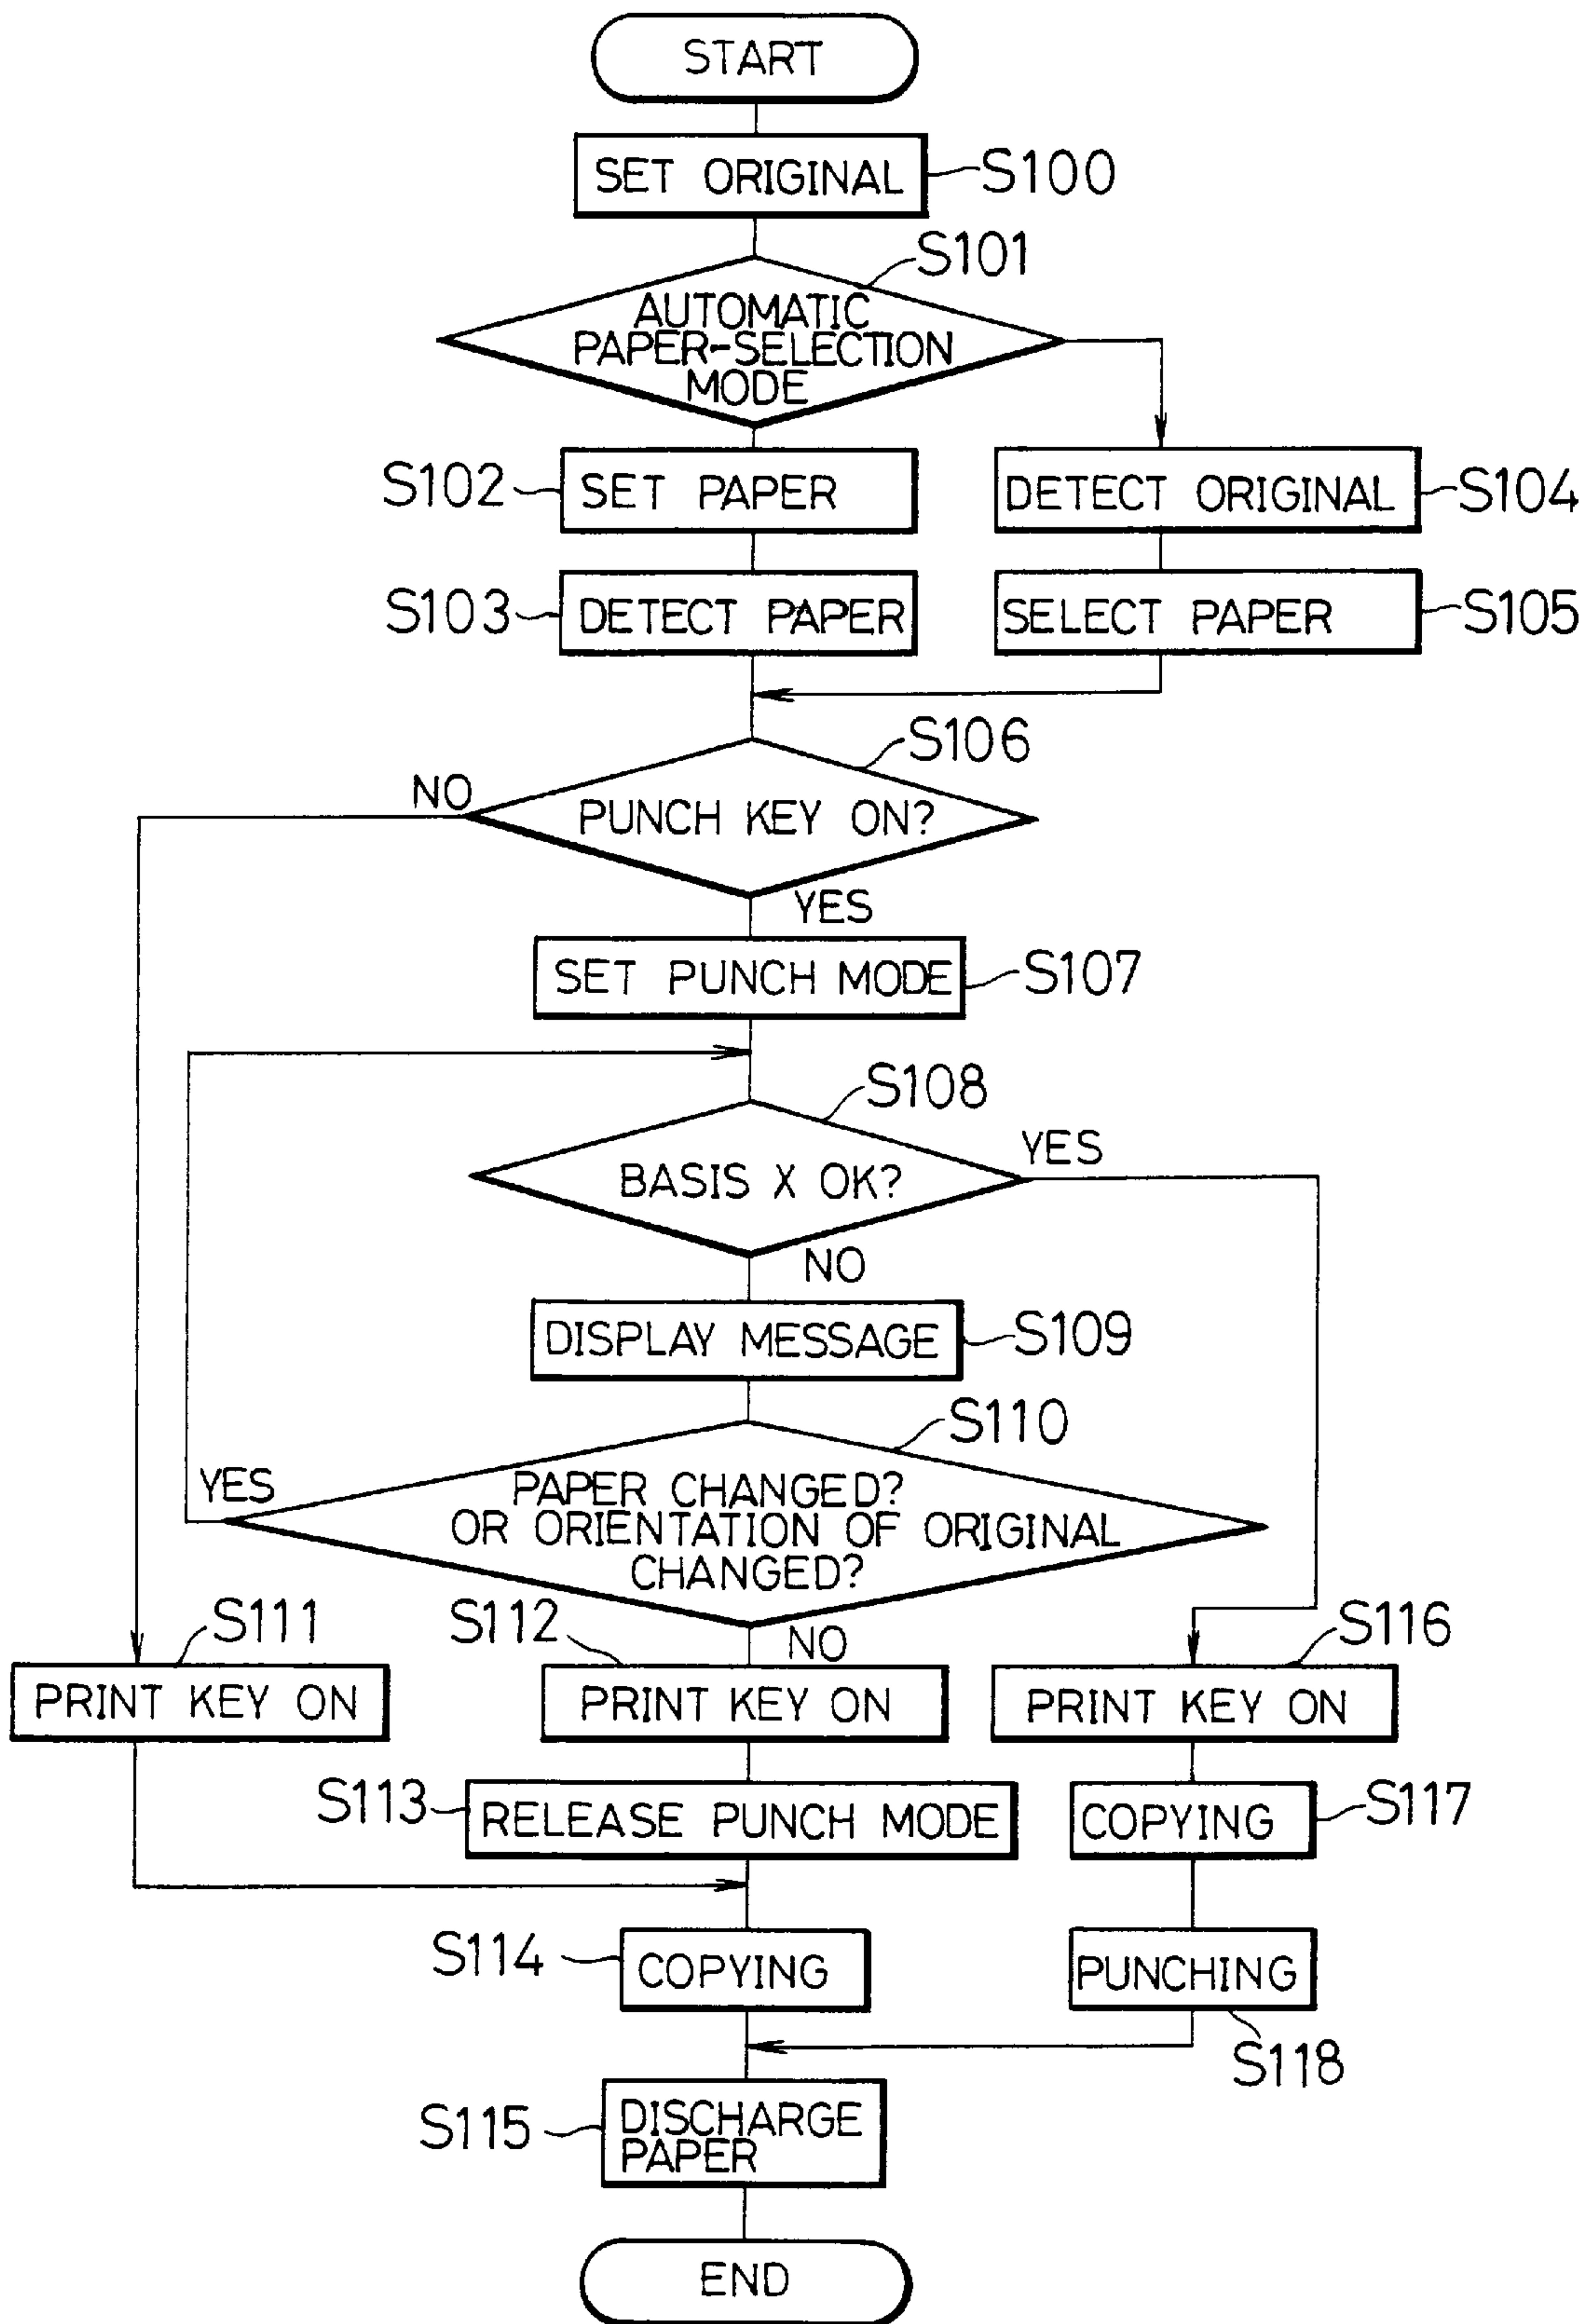 START
SET ORIGINAL
S100
S101
AUTOMATIC
PAPER-SELECTION
MODE
S102
SET PAPER
DETECT ORIGINAL
S104
S103
DETECT PAPER
SELECT PAPER
S105
S106
NO
PUNCH KEY ON?
YES
SET PUNCH MODE
S107
S108
YES
BASIS X OK?
NO
DISPLAY MESSAGE
S109
S110
YES
PAPER CHANGED?
OR ORIENTATION OF ORIGINAL
CHANGED?
S111
S112
NO
S116
PRINT KEY ON
PRINT KEY ON
PRINT KEY ON
S113
RELEASE PUNCH MODE
COPYING
S117
S114
COPYING
PUNCHING
S118
S115
DISCHARGE
PAPER
END